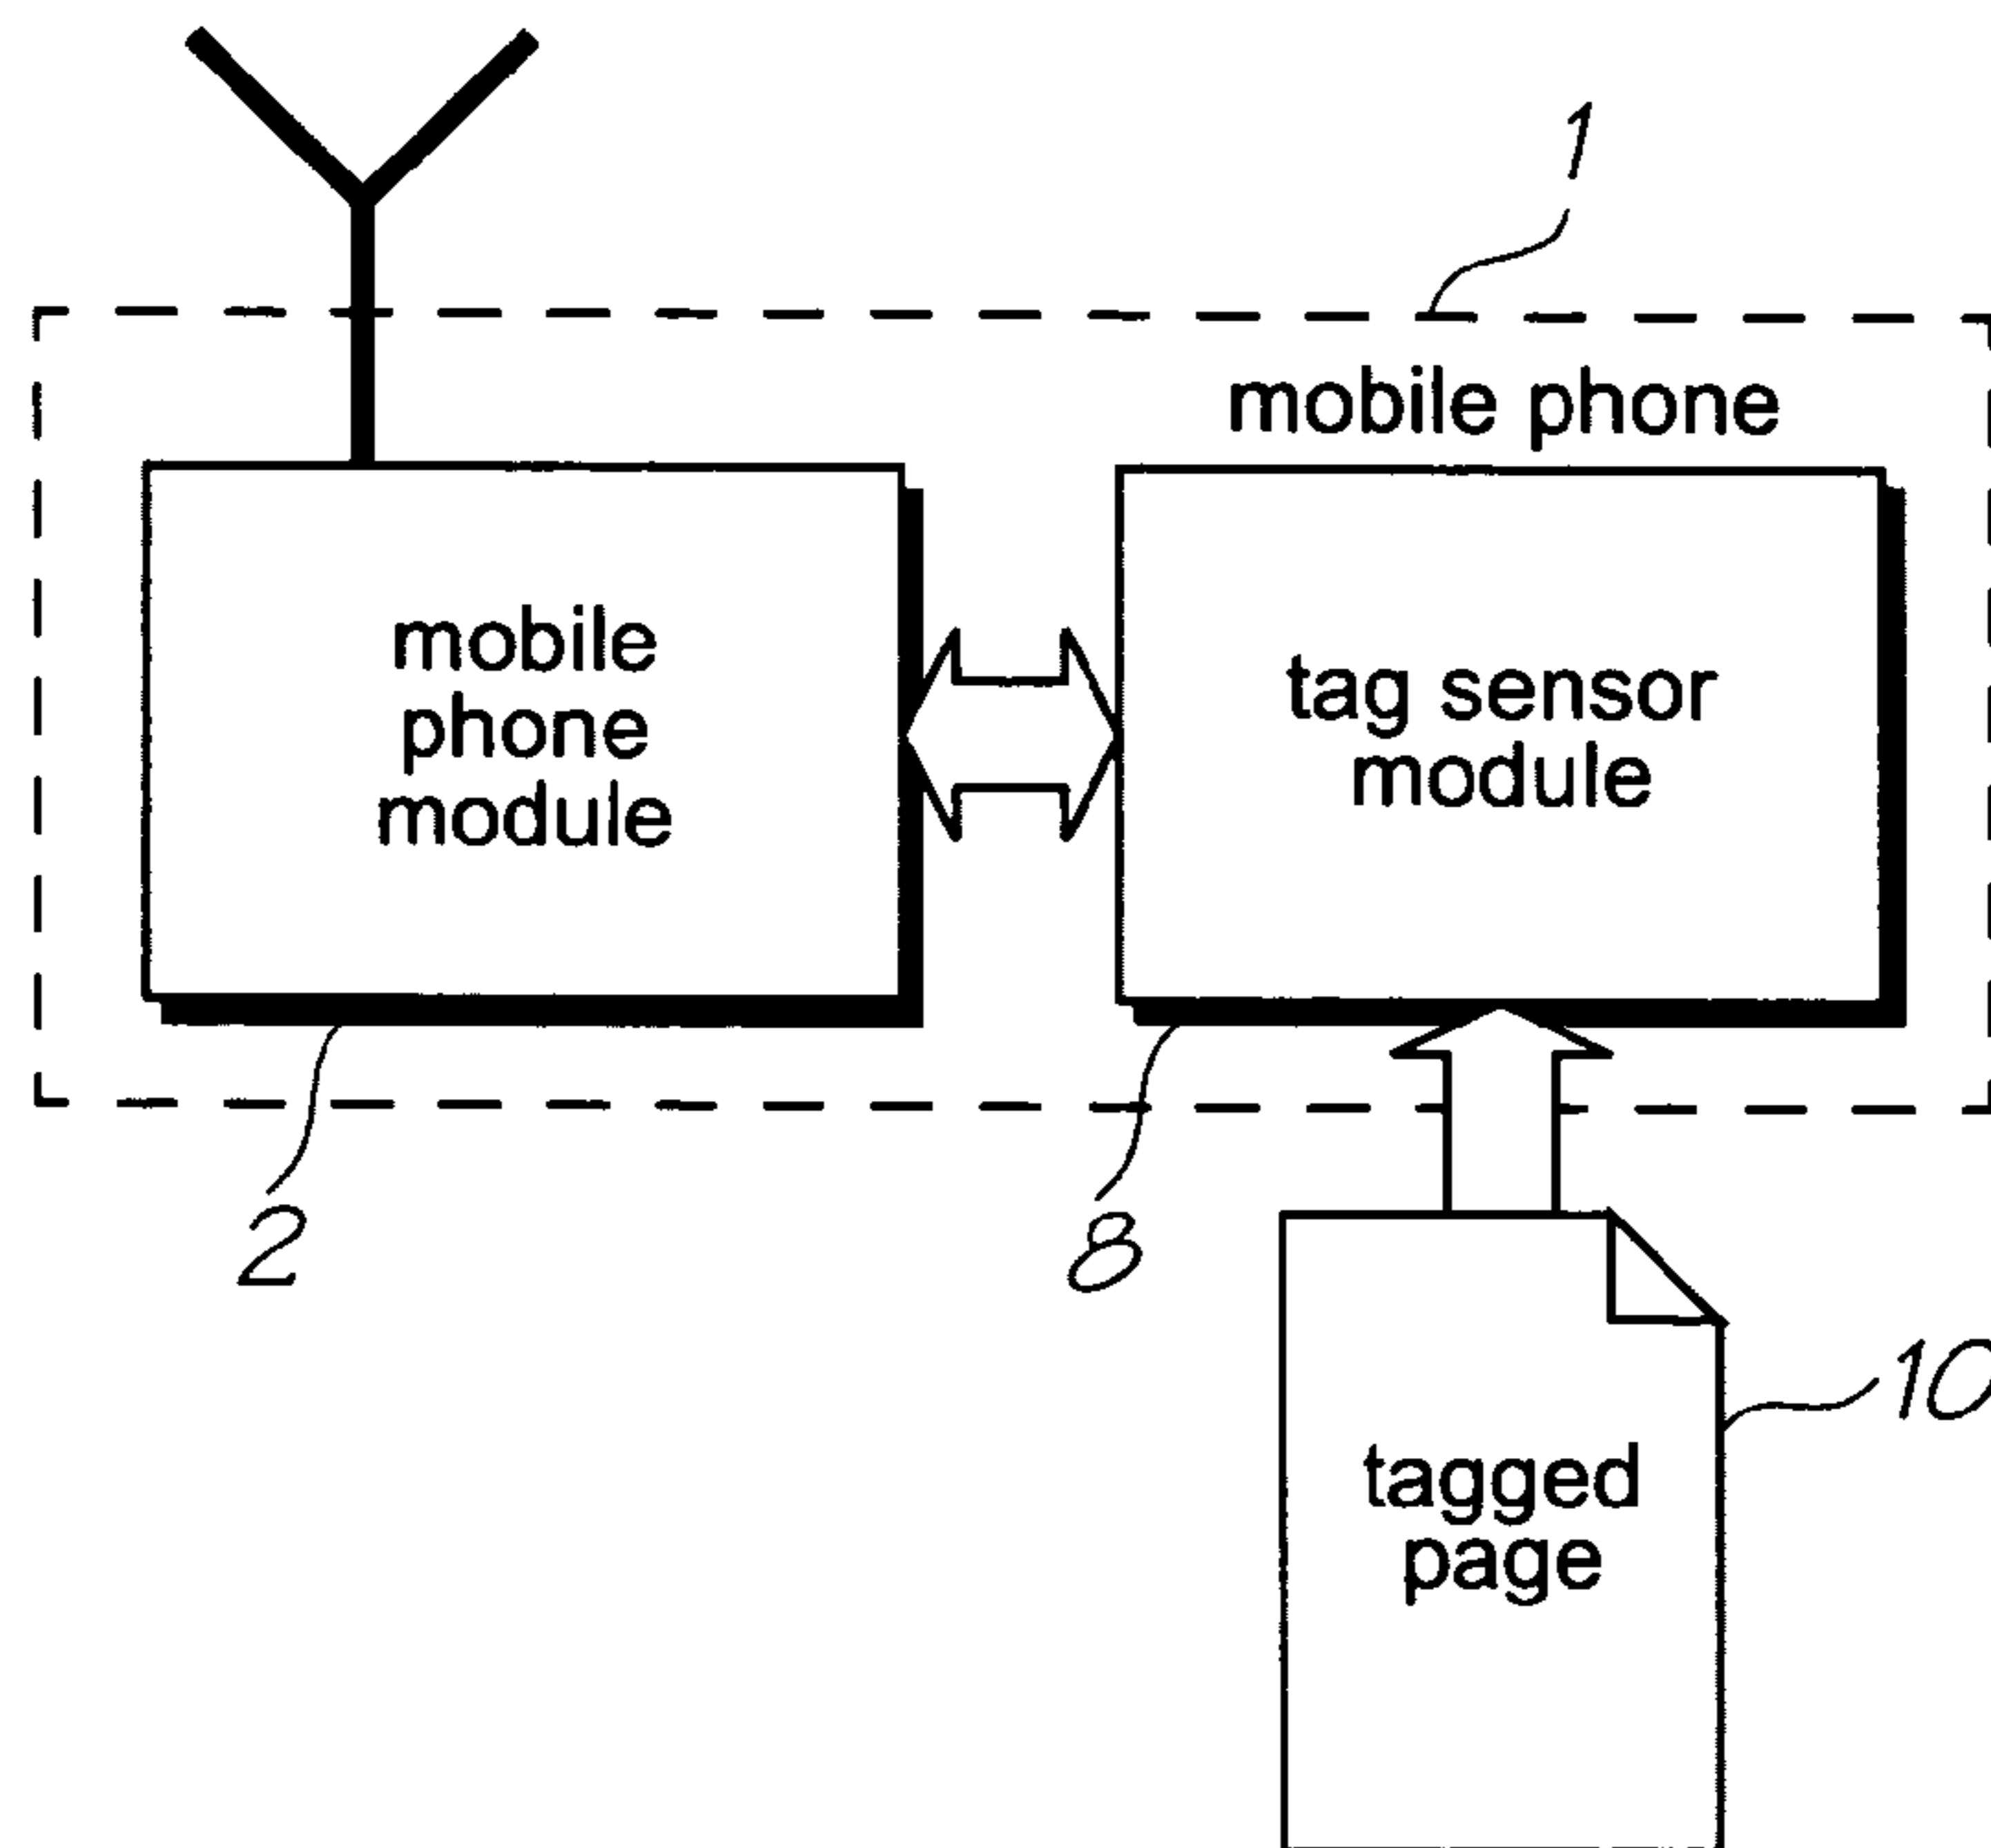 1
mobile phone
mobile
phone
module
tag sensor
module
2
8
10
tagged
page